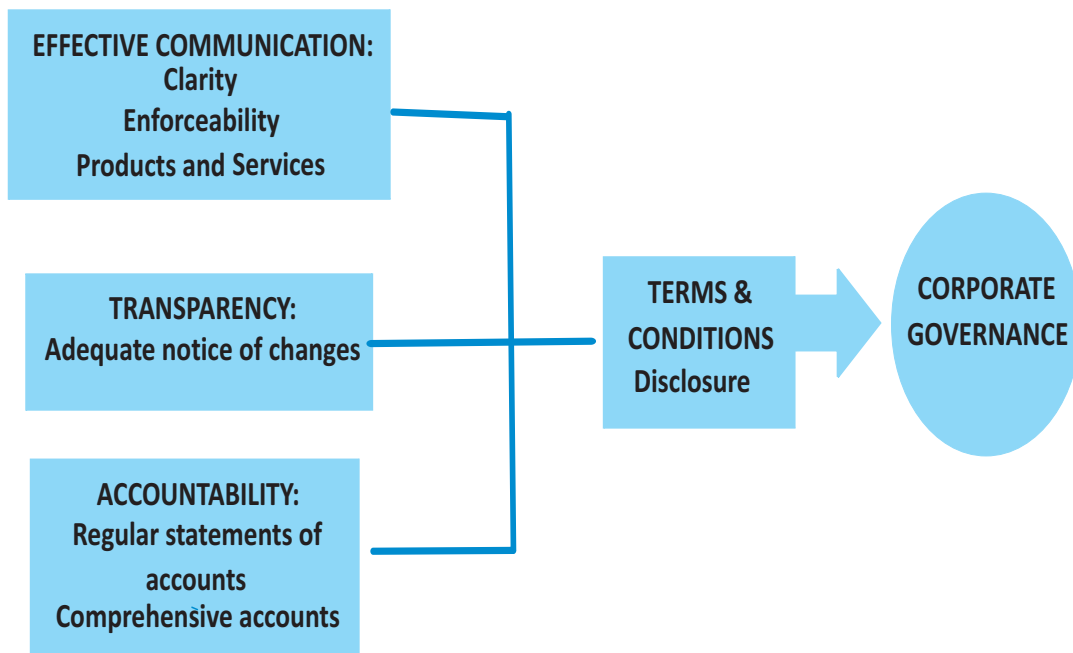 EFFECTIVE COMMUNICATION:
Clarity
Enforceability
Products and Services
TRANSPARENCY:
Adequate notice of changes
ACCOUNTABILITY:
Regular statements of
accounts
Comprehensive accounts
TERMS &
CONDITIONS
Disclosure
CORPORATE
GOVERNANCE